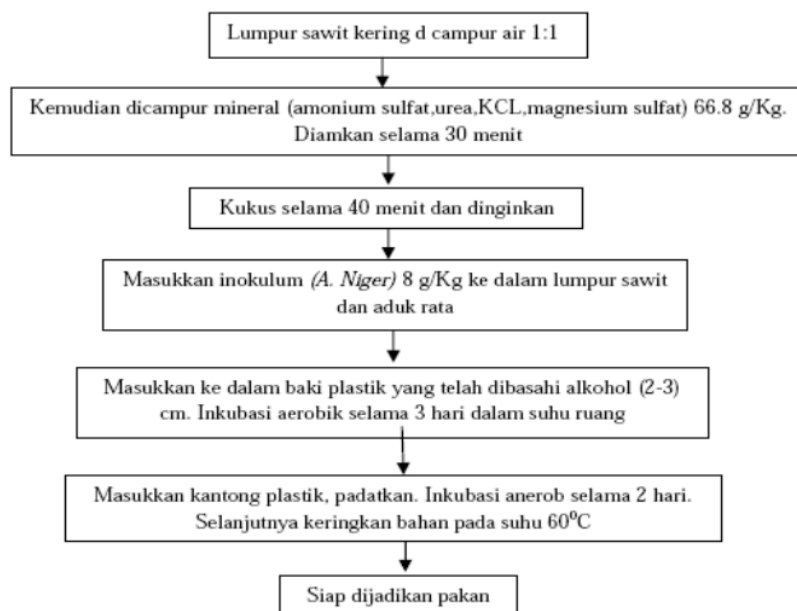 Lumpur sawit kering d campur air 1:1
Kemudian dicampur mineral (amonium sulfat,urea,KCL,magnesium sulfat) 66.8 g/Kg.
Diamkan selama 30 menit
Kukus selama 40 menit dan dinginkan
Masukkan inokulum (A. Niger) 8 g/Kg ke dalam lumpur sawit
dan aduk rata
Masukkan ke dalam baki plastik yang telah dibasahi alkohol (2-3)
cm. Inkubasi aerobik selama 3 hari dalam suhu ruang
Masukkan kantong plastik, padatkan. Inkubasi anerob selama 2 hari.
Selanjutnya keringkan bahan pada suhu 60⁰C
Siap dijadikan pakan